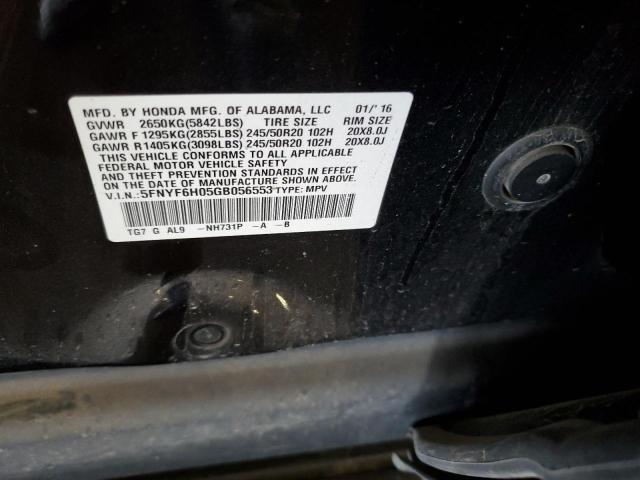 MFD. BY HONDA MFG. OF ALABAMA, LLC 01/'16
GVWR 2650KG(5842LBS) TIRE SIZE RIM SIZE
GAWR F 1295KG(2855LBS) 245/50R20 102H 20X8.0J
GAWR R1405KG(3098LBS) 245/50R20 102H 20X8.0J
THIS VEHICLE CONFORMS TO ALL APPLICABLE
FEDERAL MOTOR VEHICLE SAFETY
AND THEFT PREVENTION STANDARDS IN EFFECT
ON THE DATE OF MANUFACTURE SHOWN ABOVE.
V.I.N.:5FNYF6H05GB056553 TYPE: MPV
TG7 G AL9 -NH731P -A -B